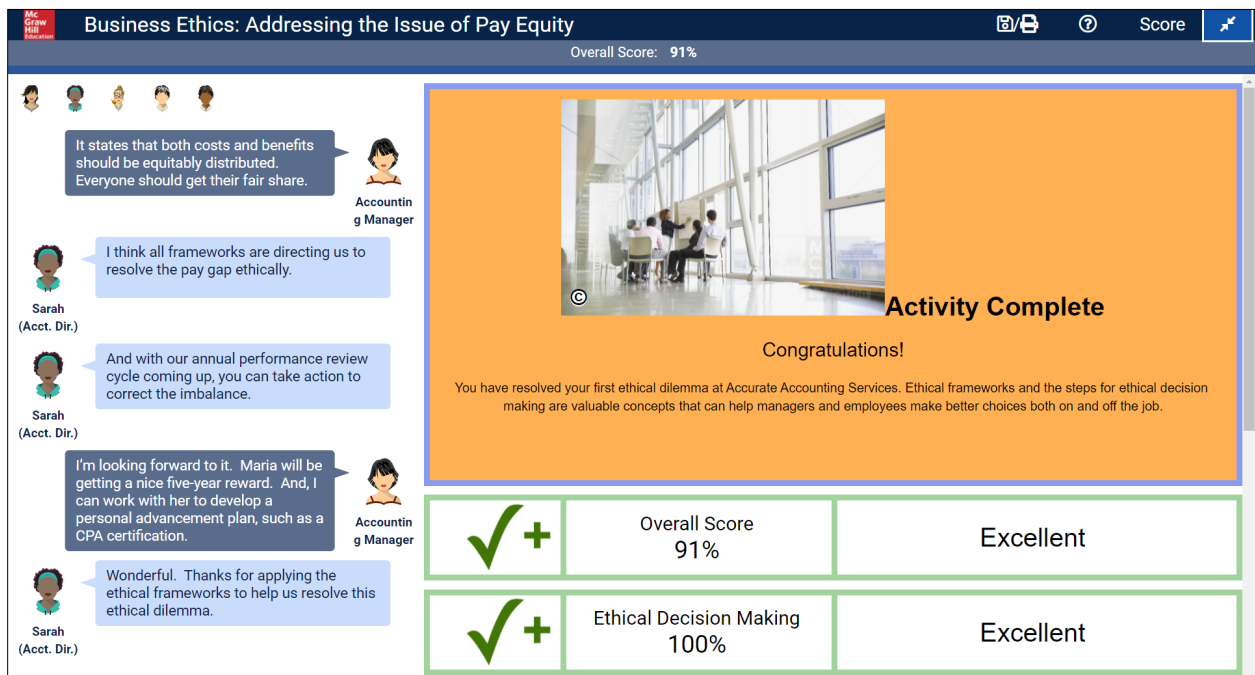 Mc
Graw
Hill
Education
Business Ethics: Addressing the Issue of Pay Equity
Score
Overall Score: 91%
It states that both costs and benefits
should be equitably distributed.
Everyone should get their fair share.
Accountin
g Manager
I think all frameworks are directing us to
resolve the pay gap ethically.
Sarah
(Acct. Dir.)
And with our annual performance review
cycle coming up, you can take action to
correct the imbalance.
Sarah
(Acct. Dir.)
I'm looking forward to it. Maria will be
getting a nice five-year reward. And, I
can work with her to develop a
personal advancement plan, such as a
CPA certification.
Accountin
g Manager
Wonderful. Thanks for applying the
ethical frameworks to help us resolve this
ethical dilemma.
Sarah
(Acct. Dir.)
©
Activity Complete
Congratulations!
You have resolved your first ethical dilemma at Accurate Accounting Services. Ethical frameworks and the steps for ethical decision
making are valuable concepts that can help managers and employees make better choices both on and off the job.
Overall Score
91%
Excellent
Ethical Decision Making
100%
Excellent